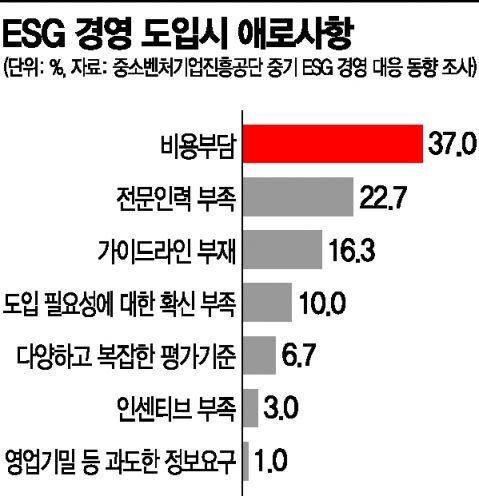 ESG 경영 도입시 애로사항
(단위: %, 자료: 중소벤처기업진흥공단 중기 ESG 경영 대응 동향 조사)
비용부담 37.0
전문인력 부족 22.7
가이드라인 부재 16.3
도입 필요성에 대한 확신 부족 10.0
다양하고 복잡한 평가기준 6.7
인센티브 부족 3.0
영업기밀 등 과도한 정보요구 1.0